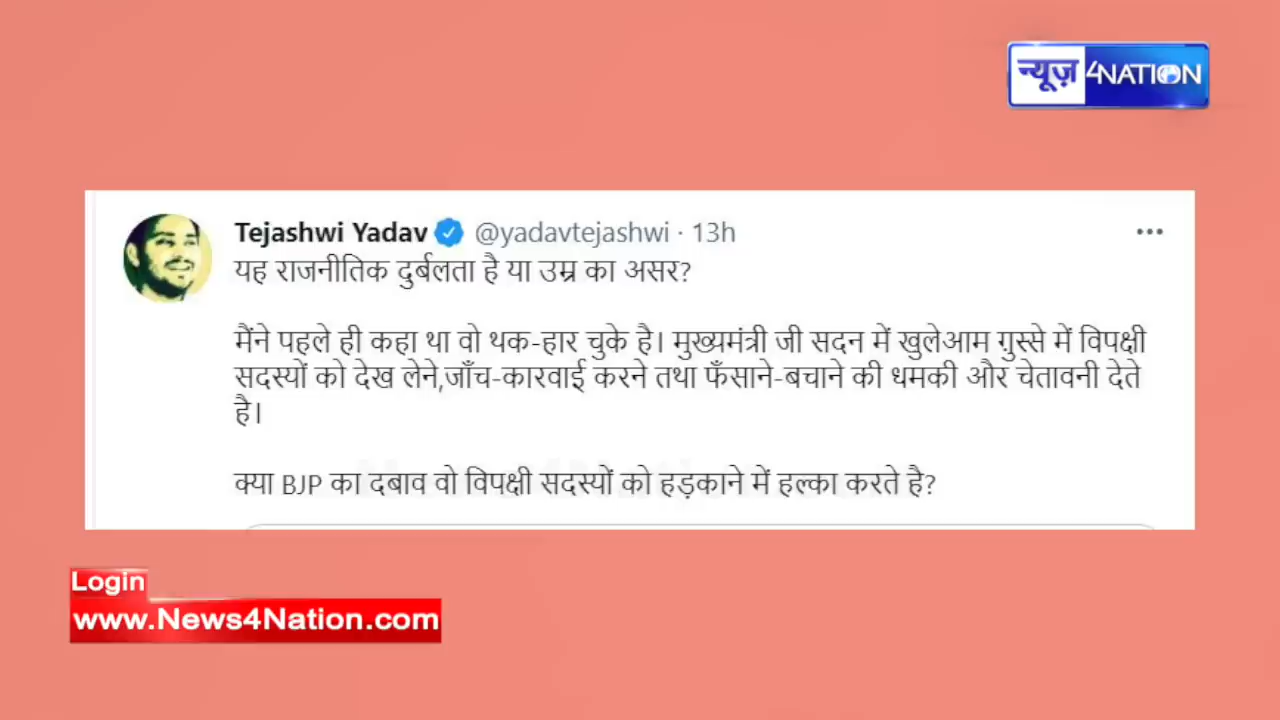 न्यूज़ 4NATION
Tejashwi Yadav @yadavtejashwi · 13h
यह राजनीतिक दुर्बलता है या उम्र का असर?
मैंने पहले ही कहा था वो थक-हार चुके है। मुख्यमंत्री जी सदन में खुलेआम ग़ुस्से में विपक्षी
सदस्यों को देख लेने,जाँच-कारवाई करने तथा फँसाने-बचाने की धमकी और चेतावनी देते
है।
क्या BJP का दबाव वो विपक्षी सदस्यों को हड़काने में हल्का करते है?
Login
www.News4Nation.com